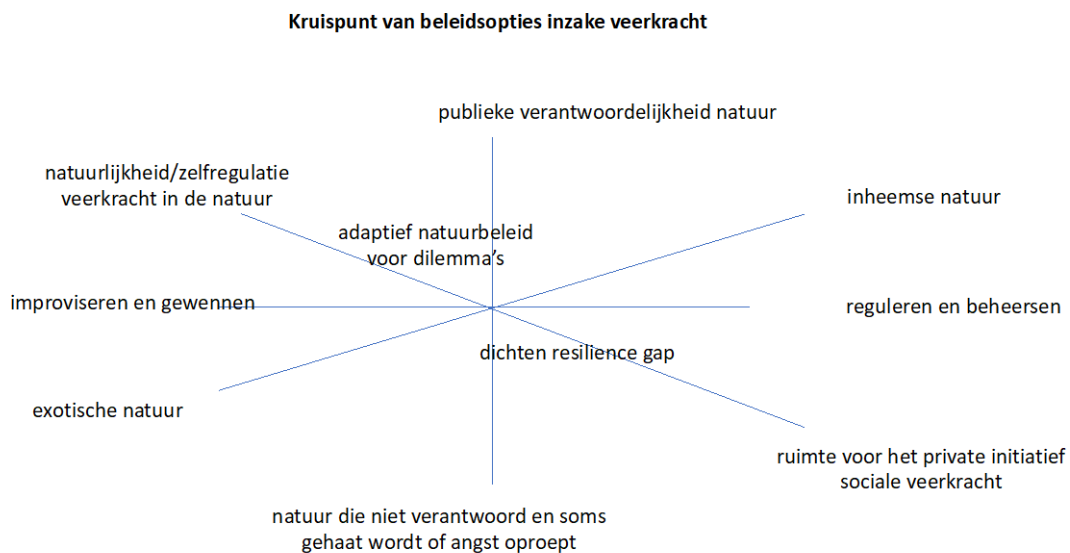 Kruispunt van beleidsopties inzake veerkracht
publieke verantwoordelijkheid natuur
natuurlijkheid/zelfregulatie
veerkracht in de natuur
inheemse natuur
adaptief natuurbeleid
voor dilemma's
improviseren en gewennen
reguleren en beheersen
dichten resilience gap
exotische natuur
ruimte voor het private initiatief
sociale veerkracht
natuur die niet verantwoord en soms
gehaat wordt of angst oproept